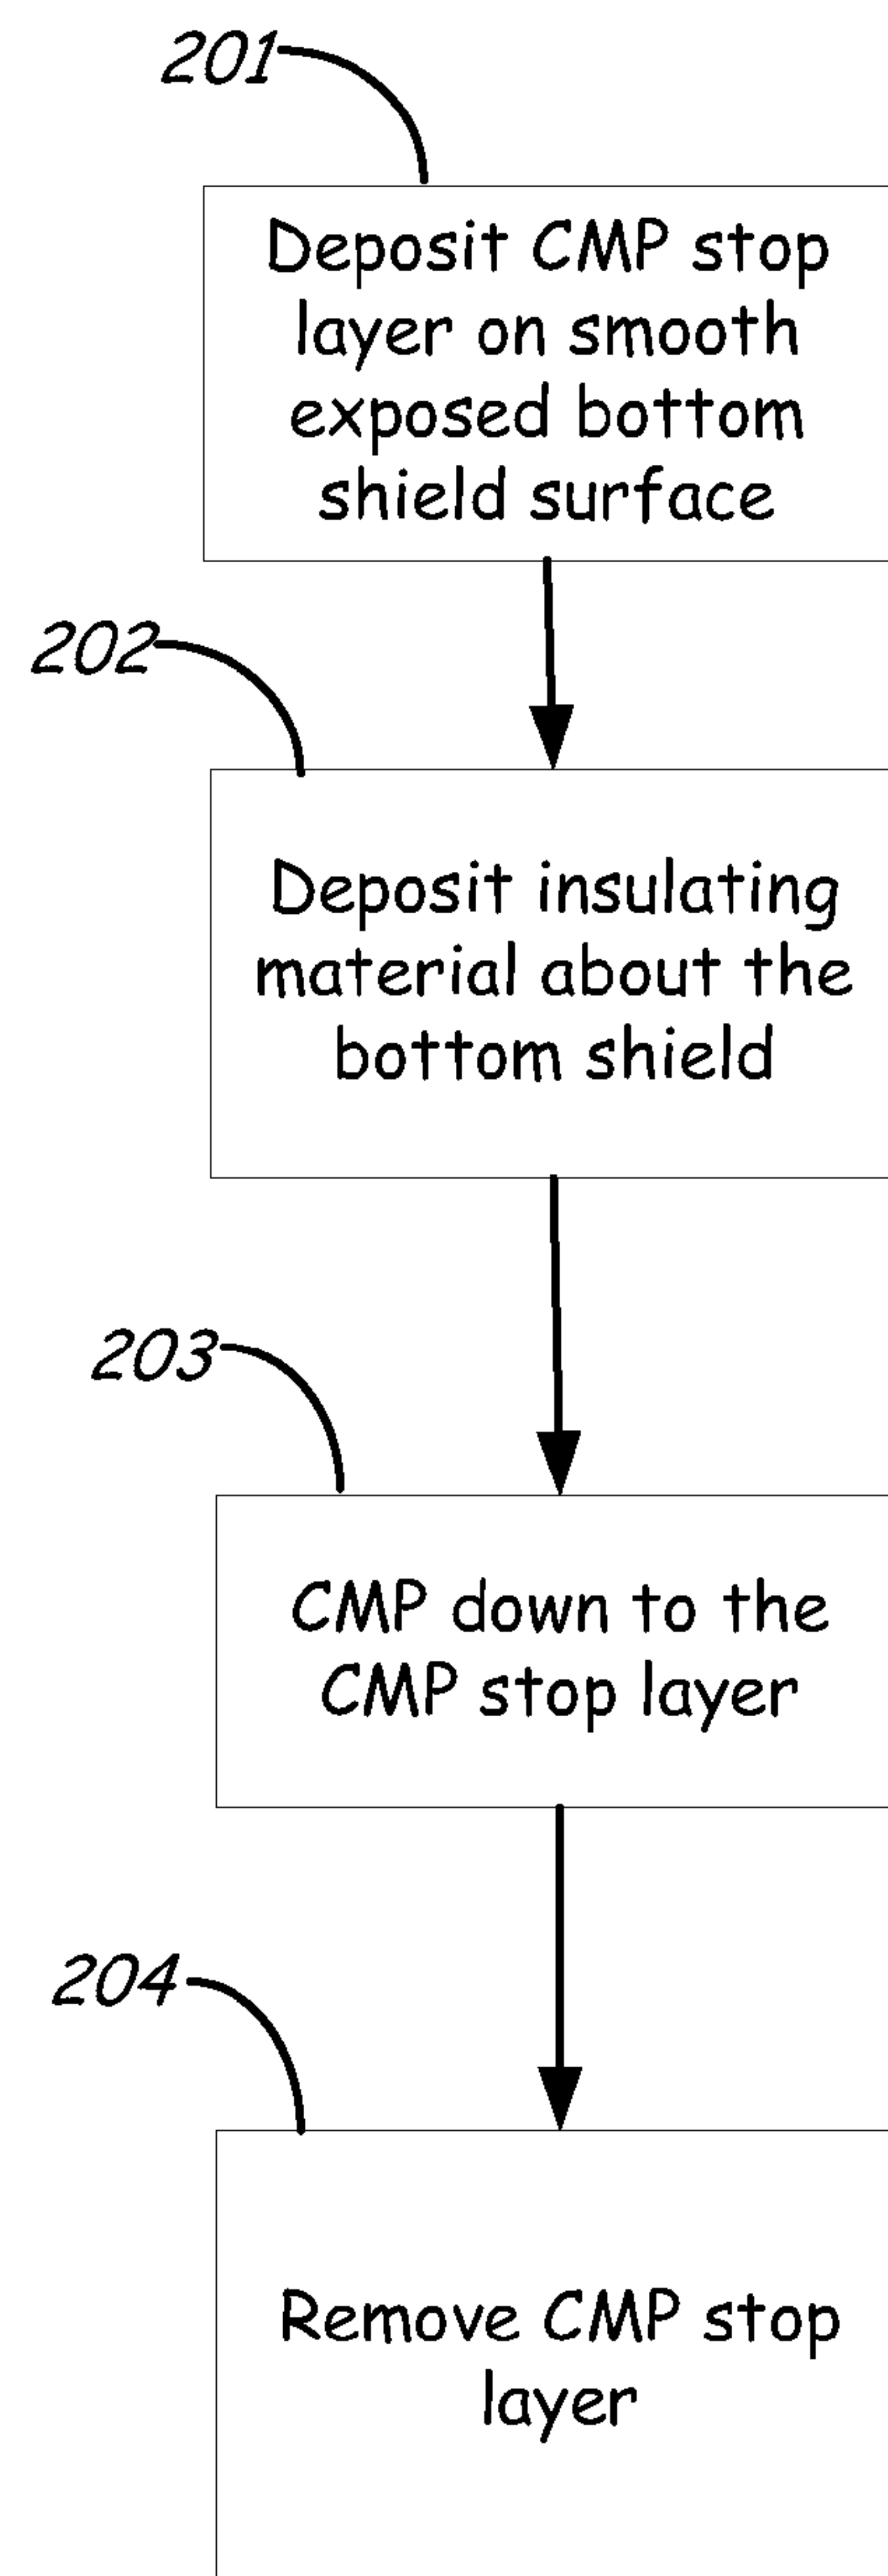 201
Deposit CMP stop
layer on smooth
exposed bottom
shield surface
202
Deposit insulating
material about the
bottom shield
203
CMP down to the
CMP stop layer
204
Remove CMP stop
layer